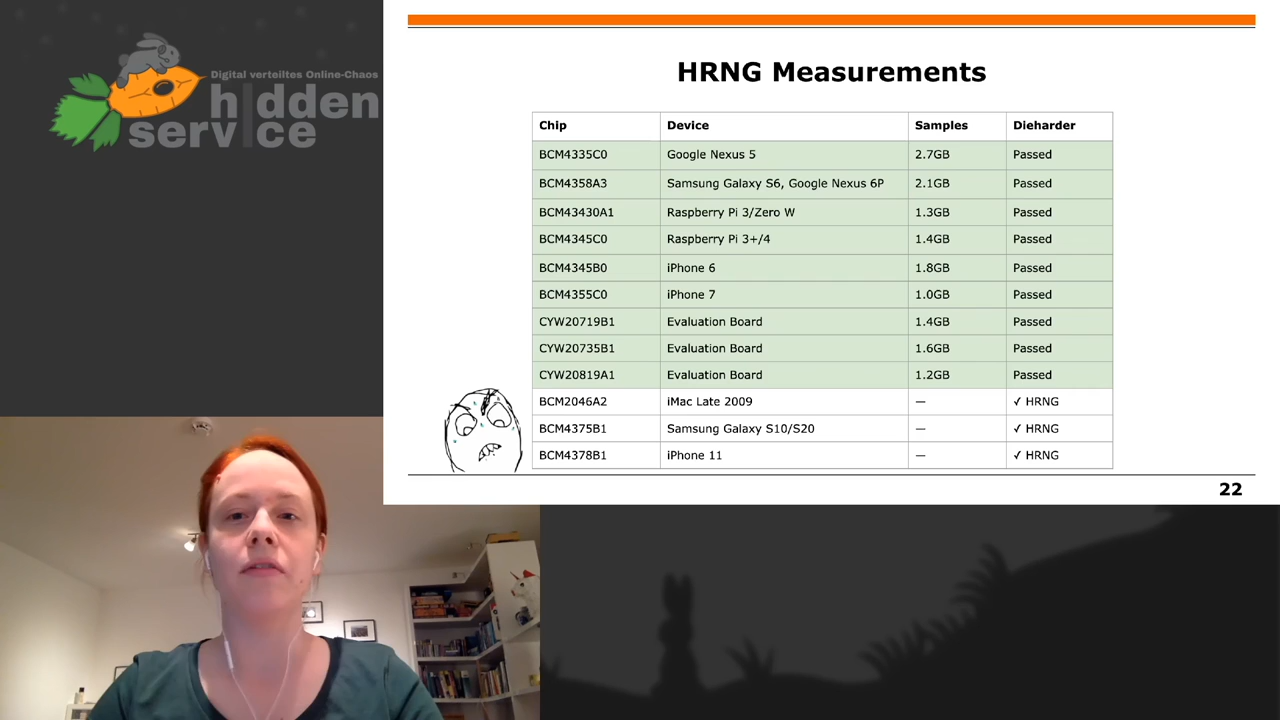 Digital verteiltes Online-Chaos
h|dden
serv|ce
HRNG Measurements
Chip Device Samples Dieharder
BCM4335C0 Google Nexus 5 2.7GB Passed
BCM4358A3 Samsung Galaxy S6, Google Nexus 6P 2.1GB Passed
BCM43430A1 Raspberry Pi 3/Zero W 1.3GB Passed
BCM4345C0 Raspberry Pi 3+/4 1.4GB Passed
BCM4345B0 iPhone 6 1.8GB Passed
BCM4355C0 iPhone 7 1.0GB Passed
CYW20719B1 Evaluation Board 1.4GB Passed
CYW20735B1 Evaluation Board 1.6GB Passed
CYW20819A1 Evaluation Board 1.2GB Passed
BCM2046A2 iMac Late 2009 — ✓ HRNG
BCM4375B1 Samsung Galaxy S10/S20 — ✓ HRNG
BCM4378B1 iPhone 11 — ✓ HRNG
22